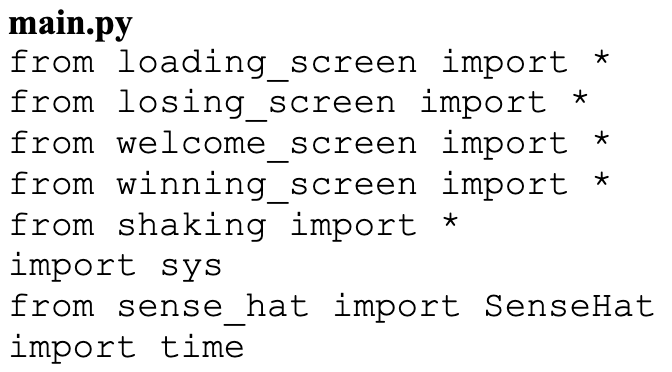 main.py
from loading_screen import *
from losing_screen import *
from welcome_screen import *
from winning_screen import *
from shaking import *
import sys
from sense_hat import SenseHat
import time